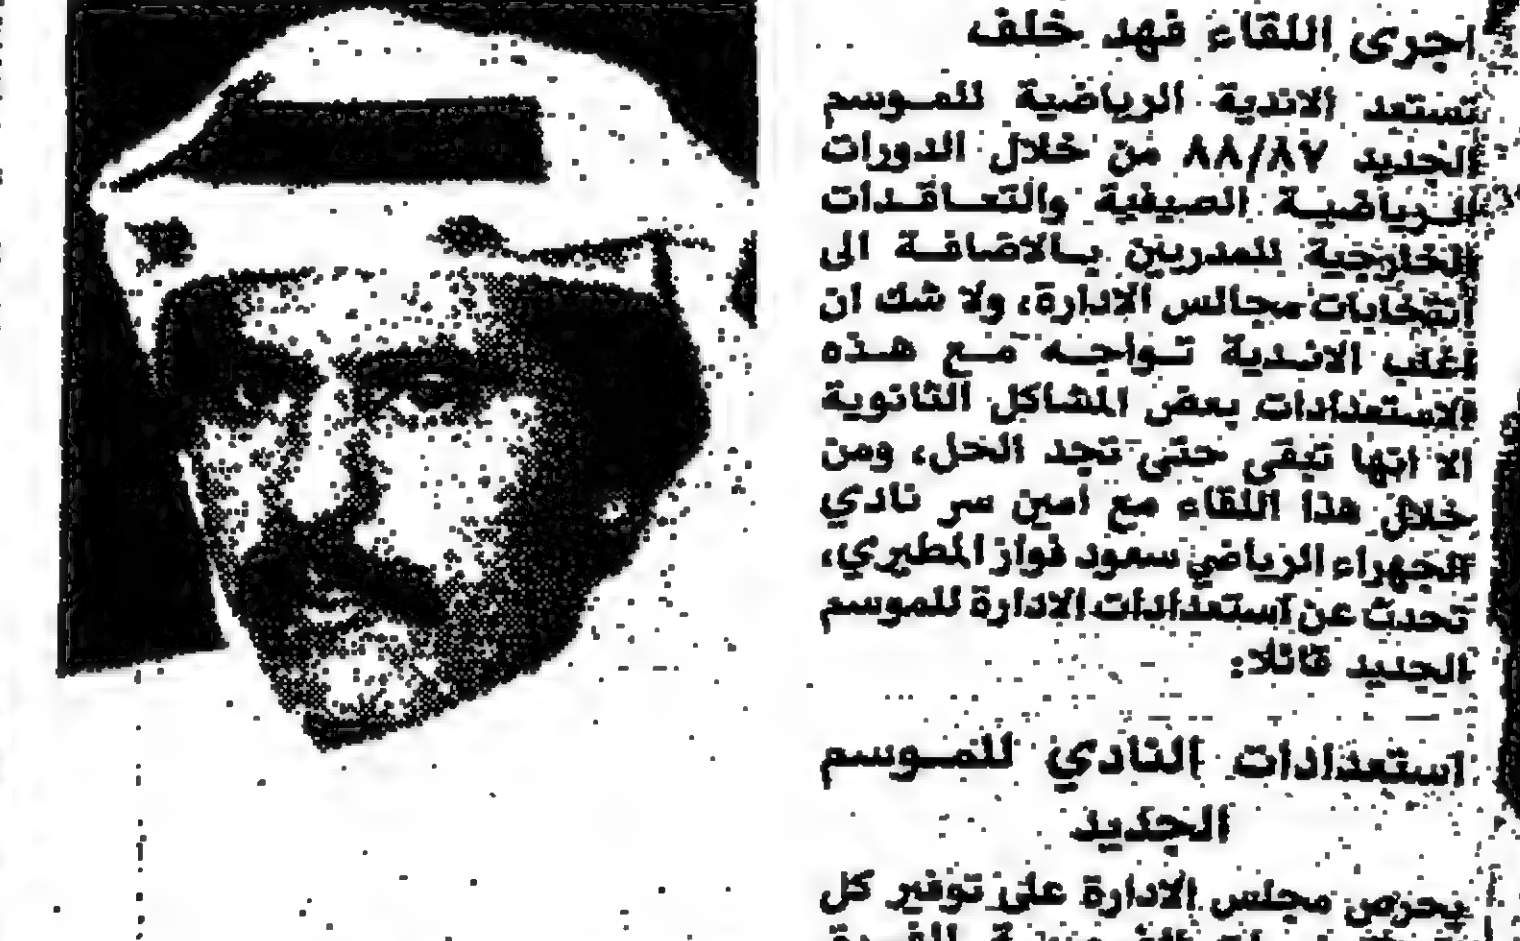 اجرى اللقاء فهد خلف
تستعد الاندية الرياضية للموسم
الجديد ٨٨/٨٧ من خلال الدورات
الرياضية الصيفية والتعاقدات
الخارجية للمدربين بالاضافة الى
انتخابات مجالس الادارة، ولا شك ان
اغلب الاندية تواجه مع هذه
الاستعدادات بعض المشاكل الثانوية
الا انها تبقى حتى تجد الحل، ومن
خلال هذا اللقاء مع امين سر نادي
الجهراء الرياضي سعود فواز المطيري،
تحدث عن استعدادات الادارة للموسم
الجديد قائلا:
استعدادات النادي للموسم
الجديد
يحرص مجلس الادارة على توفير كل